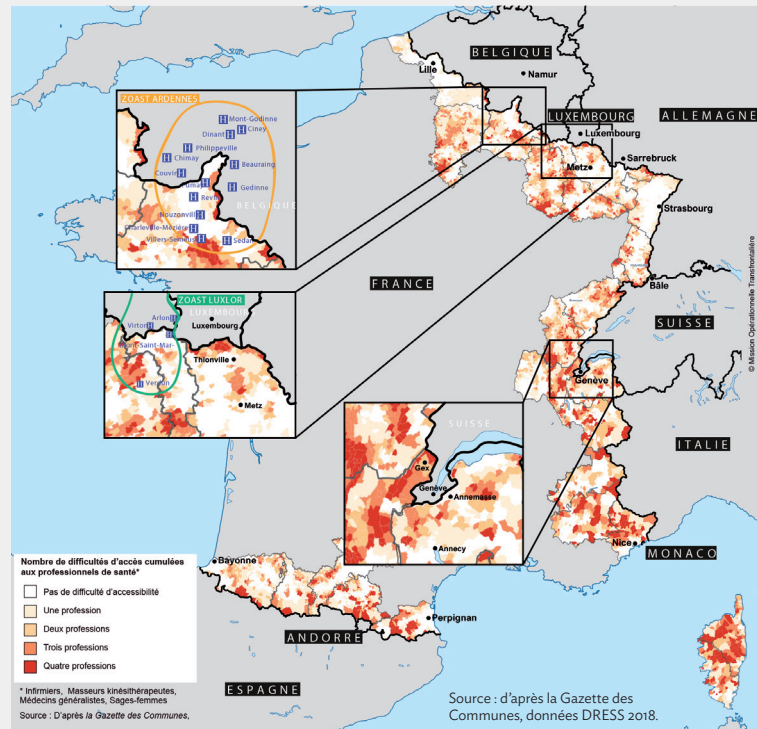 BELGIQUE
Lille
Namur
LUXEMBOURG
Luxembourg
ALLEMAGNE
Metz
Sarrebruck
Strasbourg
FRANCE
Bâle
SUISSE
Genève
ITALIE
Nice
MONACO
Bayonne
Perpignan
ANDORRE
ESPAGNE
ZOAST ARDENNES
H Mont-Godinne
H Ciney
Dinant H
H Philippeville
Chimay H
H Beauraing
Couvin H
H Gedinne
H
Revin H
BELGIQUE
Nouzonville H
Charleville-Mézières H
Villers-Semeuse H
H Sedan
ZOAST LUXLOR
LUXEMBOURG
Luxembourg
Arlon H
Virton H
H
Mont-Saint-Mar-
Thionville
H Verdun
Metz
SUISSE
Gex
Genève
Annemasse
Annecy
Nombre de difficultés d'accès cumulées
aux professionnels de santé*
Pas de difficulté d'accessibilité
Une profession
Deux professions
Trois professions
Quatre professions
* Infirmiers, Masseurs kinésithérapeutes,
Médecins généralistes, Sages-femmes
Source : D'après la Gazette des Communes,
Source : d'après la Gazette des
Communes, données DRESS 2018.
© Mission Opérationnelle Transfrontalière